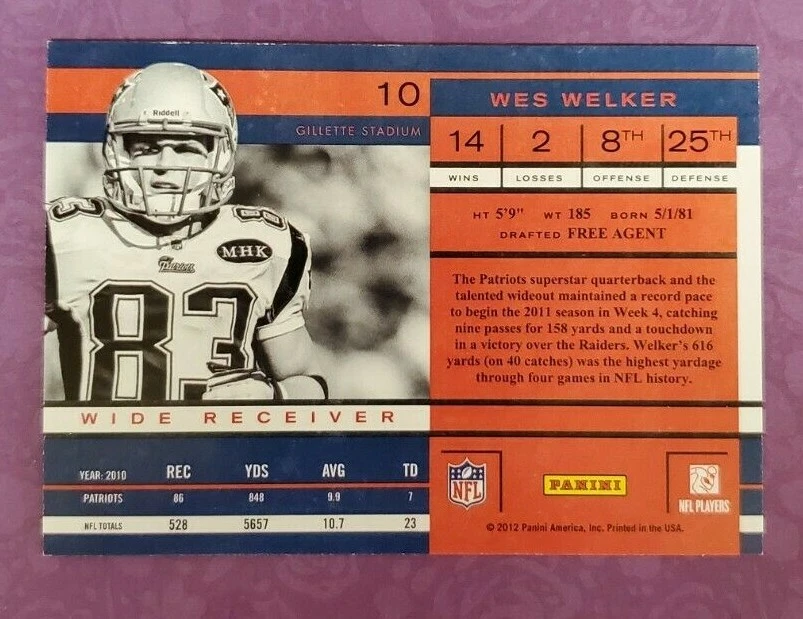 10
GILLETTE STADIUM
Riddell
83
83
MHK
Patriots
83
WIDE RECEIVER
WES WELKER
14 2 8TH 25TH
WINS LOSSES OFFENSE DEFENSE
HT 5'9" WT 185 BORN 5/1/81
DRAFTED FREE AGENT
The Patriots superstar quarterback and the
talented wideout maintained a record pace
to begin the 2011 season in Week 4, catching
nine passes for 158 yards and a touchdown
in a victory over the Raiders. Welker's 616
yards (on 40 catches) was the highest yardage
through four games in NFL history.
YEAR: 2010 REC YDS AVG TD
PATRIOTS 86 848 9.9 7
NFL TOTALS 528 5657 10.7 23
NFL
PANINI
NFL PLAYERS
© 2012 Panini America, Inc. Printed in the USA.